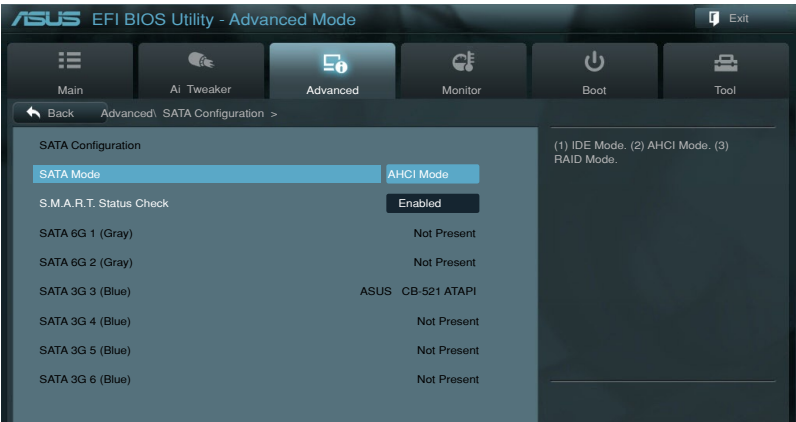 ASUS EFI BIOS Utility - Advanced Mode
Exit
Main
Ai Tweaker
Advanced
Monitor
Boot
Tool
Back
Advanced\ SATA Configuration >
SATA Configuration
SATA Mode AHCI Mode
S.M.A.R.T. Status Check Enabled
SATA 6G 1 (Gray) Not Present
SATA 6G 2 (Gray) Not Present
SATA 3G 3 (Blue) ASUS CB-521 ATAPI
SATA 3G 4 (Blue) Not Present
SATA 3G 5 (Blue) Not Present
SATA 3G 6 (Blue) Not Present
(1) IDE Mode. (2) AHCI Mode. (3)
RAID Mode.